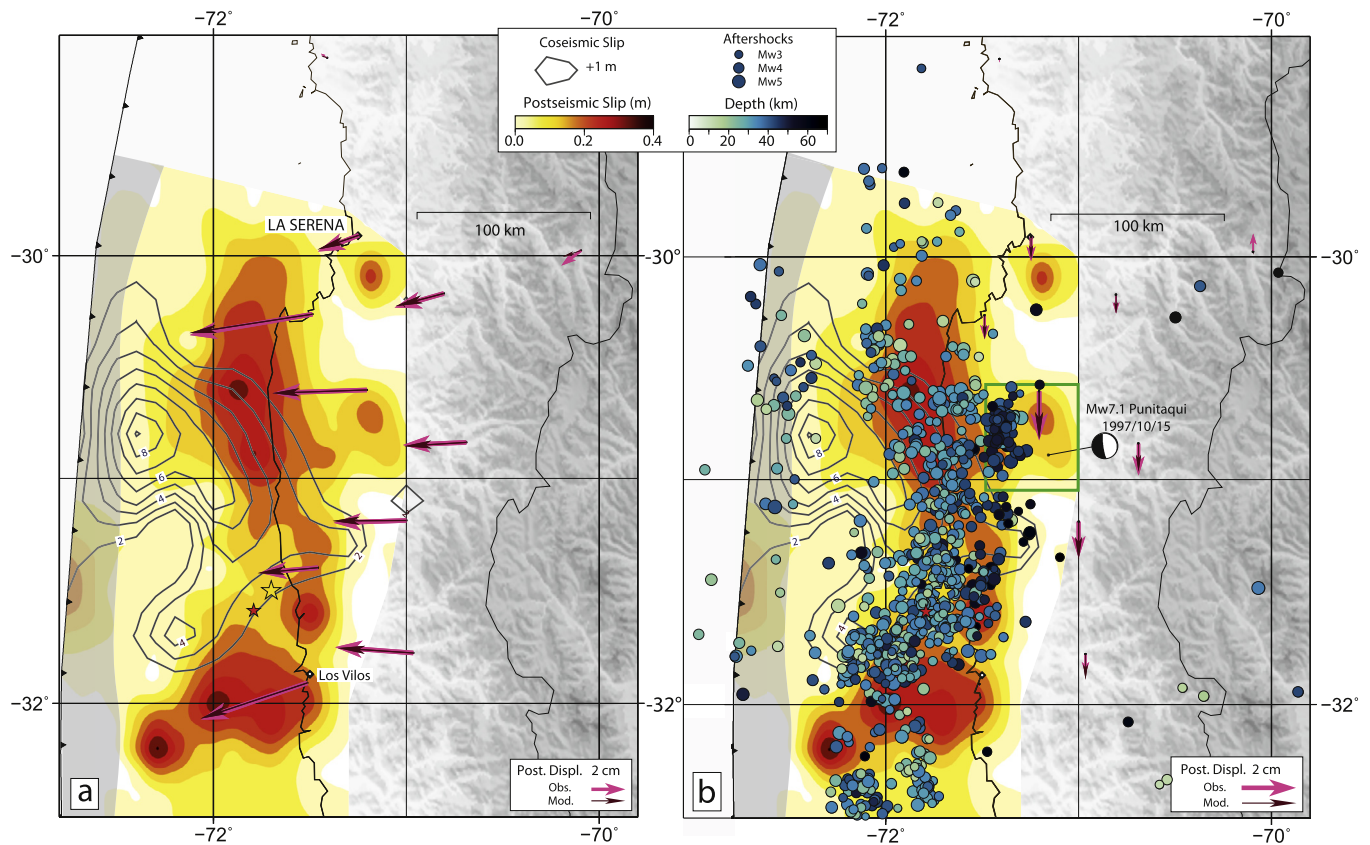 −72°
−70°
−72°
−70°
Coseismic Slip
+1 m
Postseismic Slip (m)
0.0
0.2
0.4
Aftershocks
Mw3
Mw4
Mw5
Depth (km)
0
20
40
60
LA SERENA
100 km
100 km
−30°
−30°
−30°
8
6
4
2
2
4
8
6
4
2
2
4
Mw7.1 Punitaqui
1997/10/15
Los Vilos
−32°
−32°
−32°
a
Post. Displ. 2 cm
Obs.
Mod.
b
Post. Displ. 2 cm
Obs.
Mod.
−72°
−70°
−72°
−70°